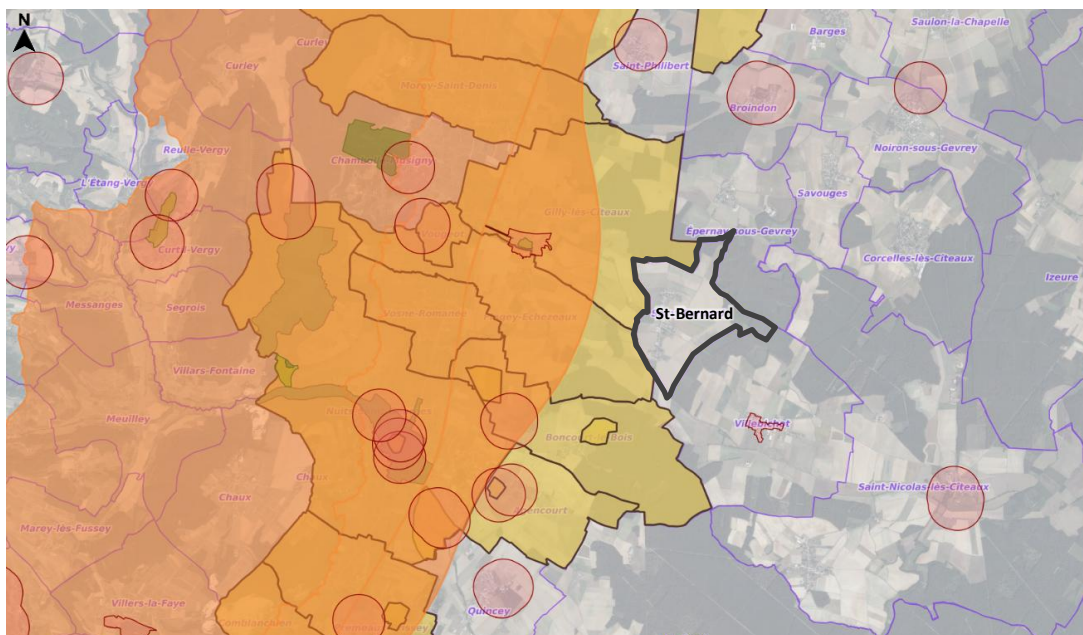 N
Saulon-la-Chapelle
Barges
Curley
Saint-Philibert
Curley
Morey-Saint-Denis
Broindon
Reulle-Vergy
Noiron-sous-Gevrey
L'Étang-Vergy
Savouges
Gilly-lès-Cîteaux
Épernay-sous-Gevrey
Curtil-Vergy
Corcelles-lès-Cîteaux
Izeure
Messanges
Segrois
Vosne-Romanée
St-Bernard
Villars-Fontaine
Meuilley
Villebichot
Chaux
Saint-Nicolas-lès-Cîteaux
Chaux
Marey-lès-Fussey
Villers-la-Faye
Quincey
Comblanchien